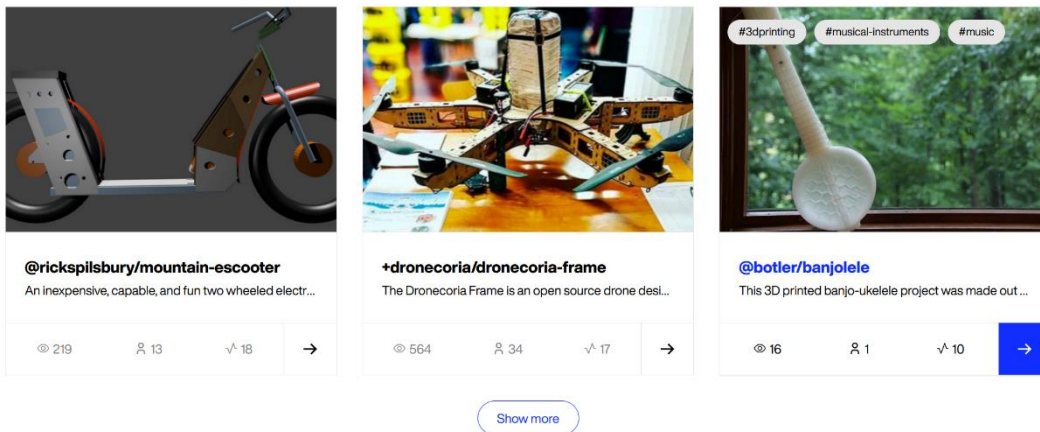 #3dprinting
#musical-instruments
#music
@rickspilsbury/mountain-escooter
An inexpensive, capable, and fun two wheeled electr...
219
13
18
+dronecoria/dronecoria-frame
The Dronecoria Frame is an open source drone desi...
564
34
17
@botler/banjolele
This 3D printed banjo-ukelele project was made out ...
16
1
10
Show more